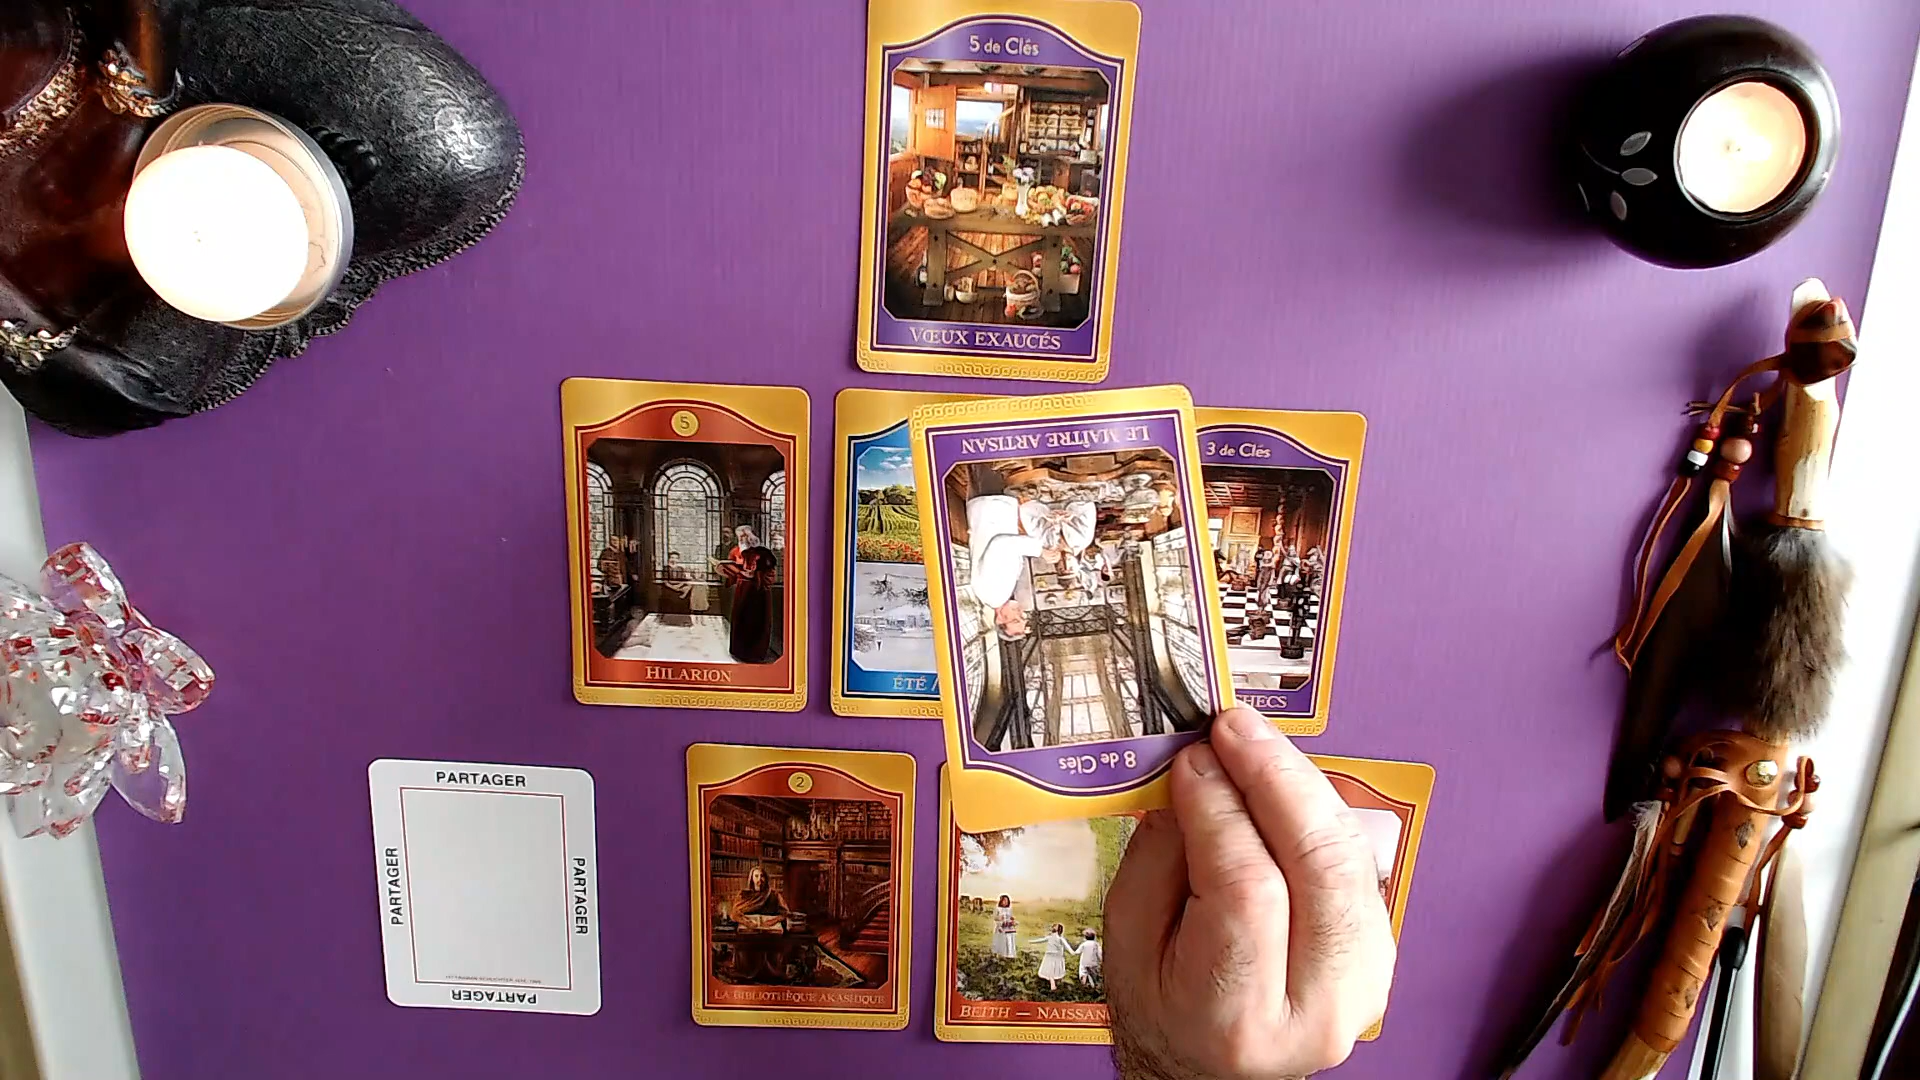 5 de Clés
VŒUX EXAUCÉS
5
HILARION
ÉTÉ /
LE MAÎTRE ARTISAN
8 de Clés
3 de Clés
HECS
PARTAGER
PARTAGER
PARTAGER
PARTAGER
2
LA BIBLIOTHÈQUE AKASHIQUE
BEITH — NAISSAN